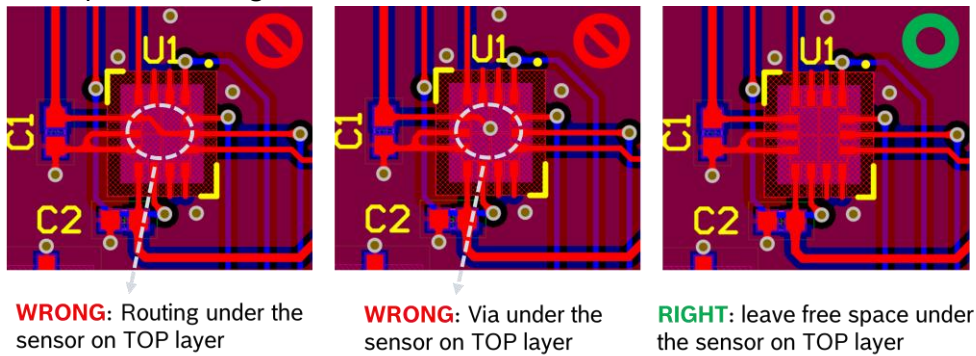 U1
C1
C2
U1
C1
C2
U1
C1
C2
WRONG: Routing under the
sensor on TOP layer
WRONG: Via under the
sensor on TOP layer
RIGHT: leave free space under
the sensor on TOP layer